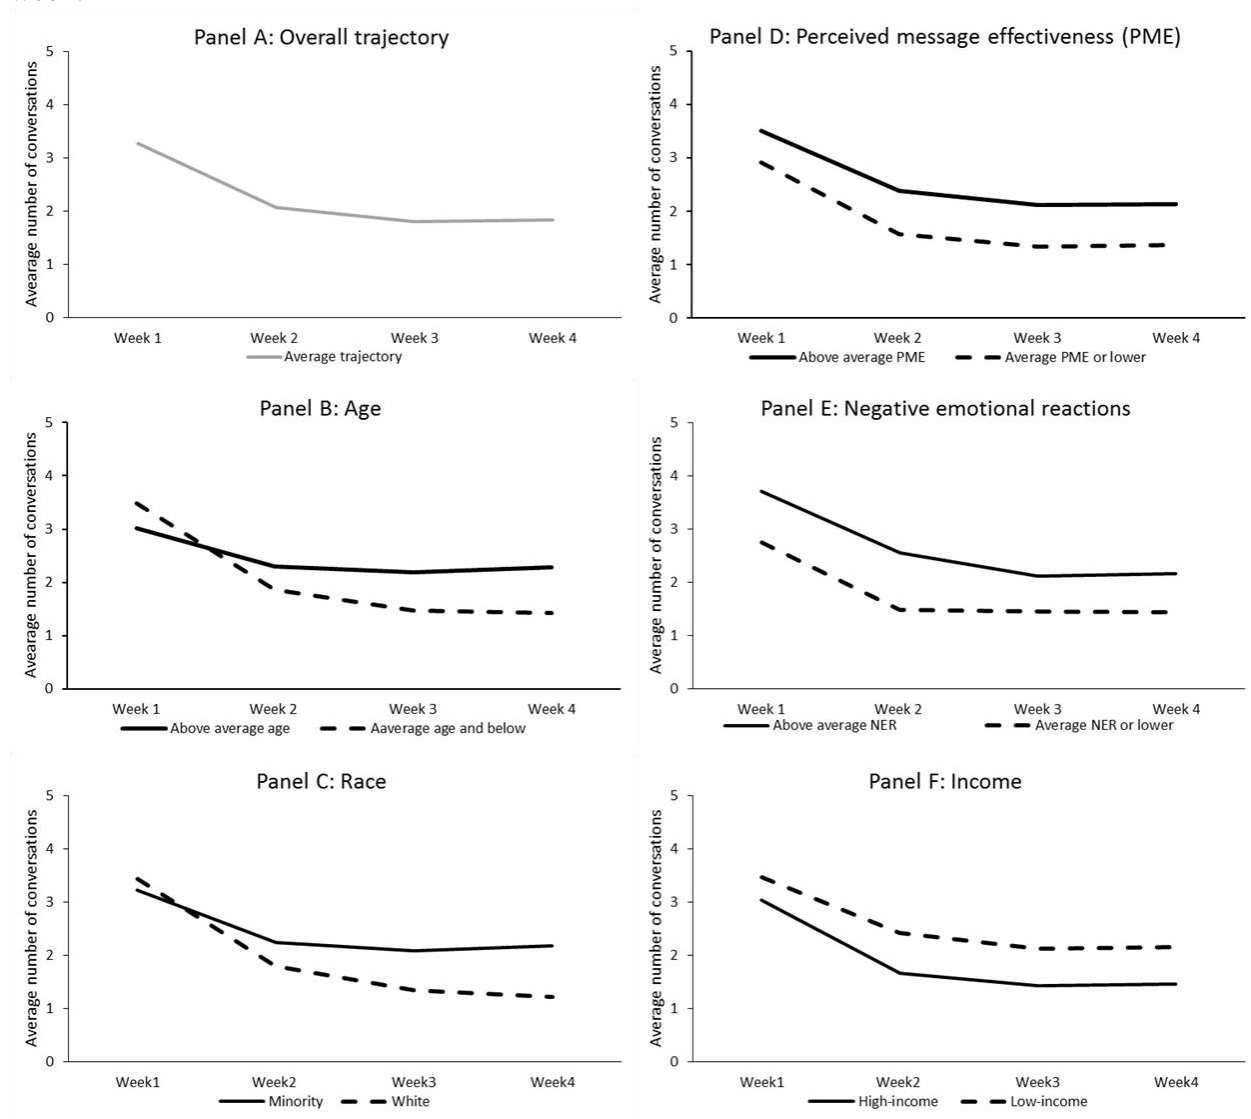 Panel A: Overall trajectory
Avearage number of conversations
5
4
3
2
1
0
Week 1 Week 2 Week 3 Week 4
Average trajectory
Panel D: Perceived message effectiveness (PME)
Average number of conversations
5
4
3
2
1
0
Week 1 Week 2 Week 3 Week 4
Above average PME Average PME or lower
Panel B: Age
Avearage number of conversations
5
4
3
2
1
0
Week 1 Week 2 Week 3 Week 4
Above average age Aaverage age and below
Panel E: Negative emotional reactions
Average number of conversations
5
4
3
2
1
0
Week 1 Week 2 Week 3 Week 4
Above average NER Average NER or lower
Panel C: Race
Average number of conversations
5
4
3
2
1
0
Week1 Week2 Week3 Week4
Minority White
Panel F: Income
Average number of conversations
5
4
3
2
1
0
Week1 Week2 Week3 Week4
High-income Low-income